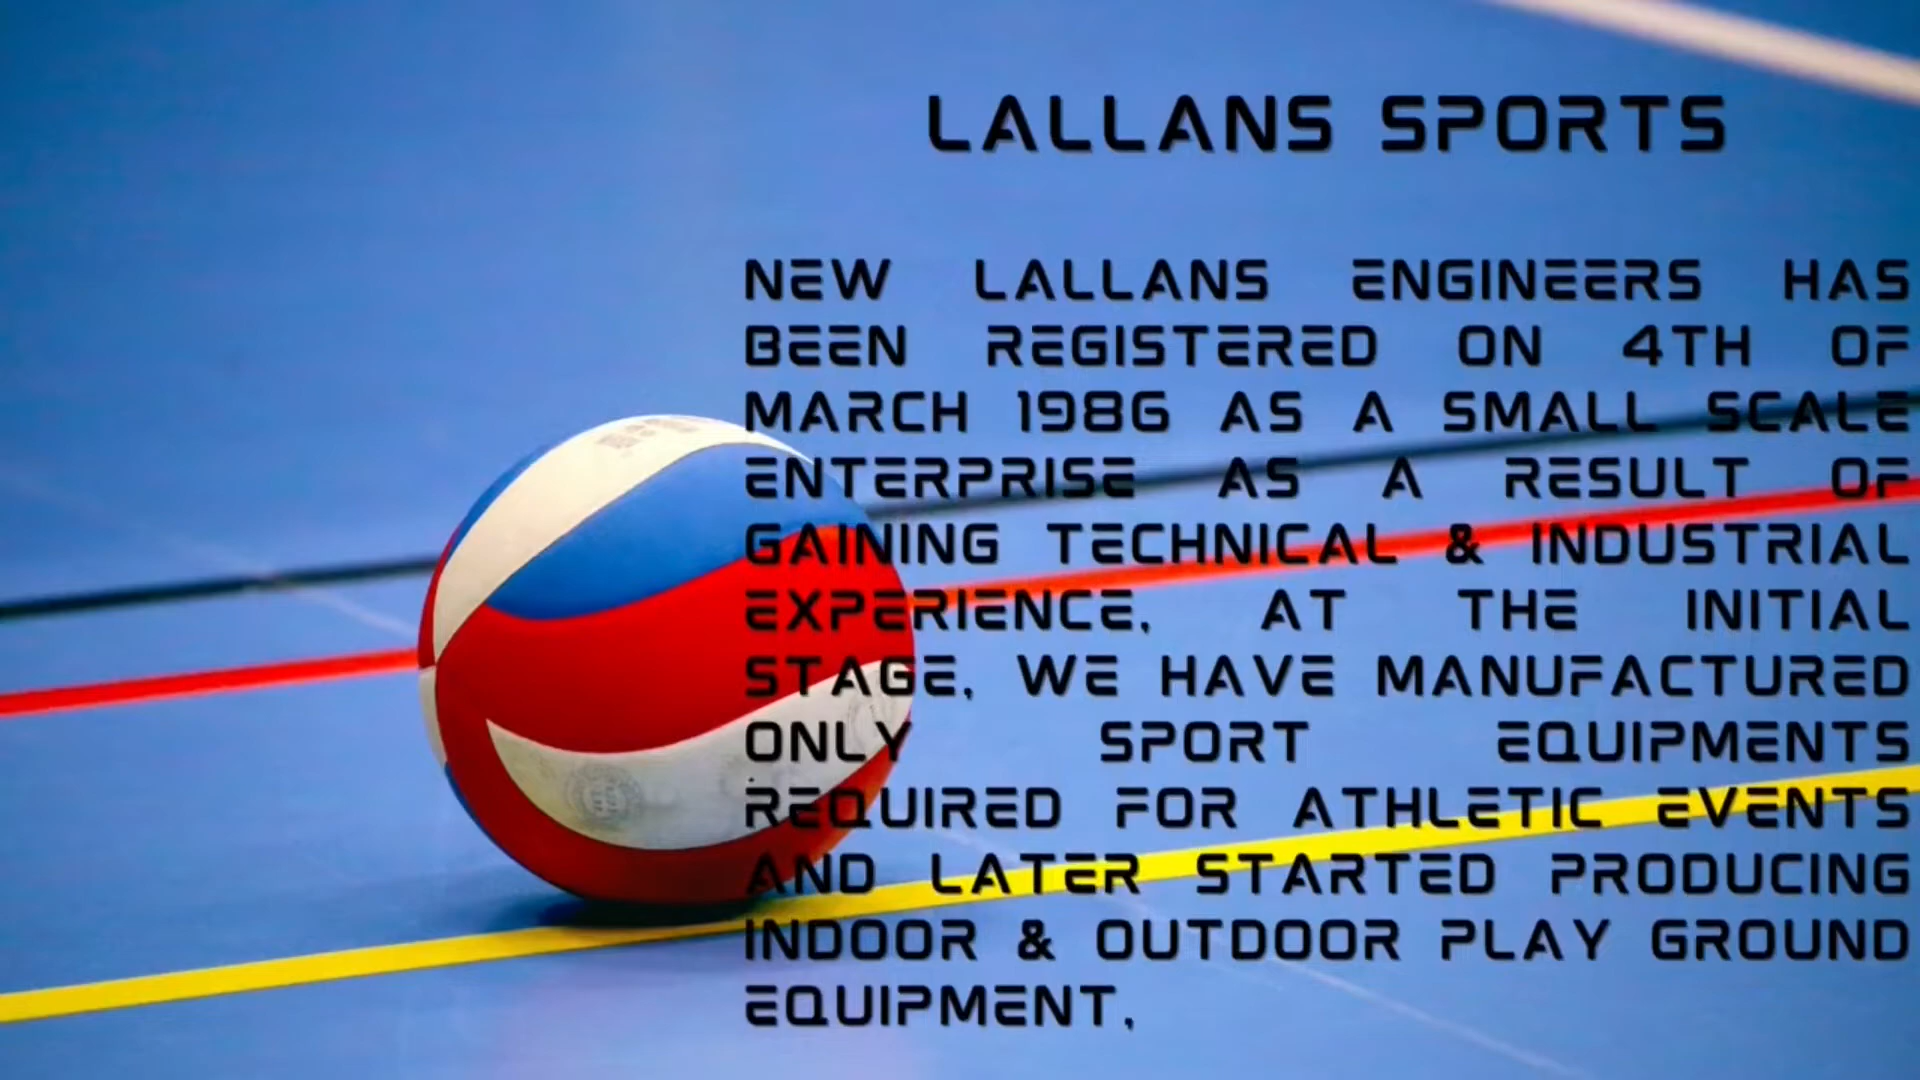 LALLANS SPORTS
NEW LALLANS ENGINEERS HAS
BEEN REGISTERED ON 4TH OF
MARCH 1986 AS A SMALL SCALE
ENTERPRISE AS A RESULT OF
GAINING TECHNICAL & INDUSTRIAL
EXPERIENCE. AT THE INITIAL
STAGE, WE HAVE MANUFACTURED
ONLY SPORT EQUIPMENTS
REQUIRED FOR ATHLETIC EVENTS
AND LATER STARTED PRODUCING
INDOOR & OUTDOOR PLAY GROUND
EQUIPMENT,